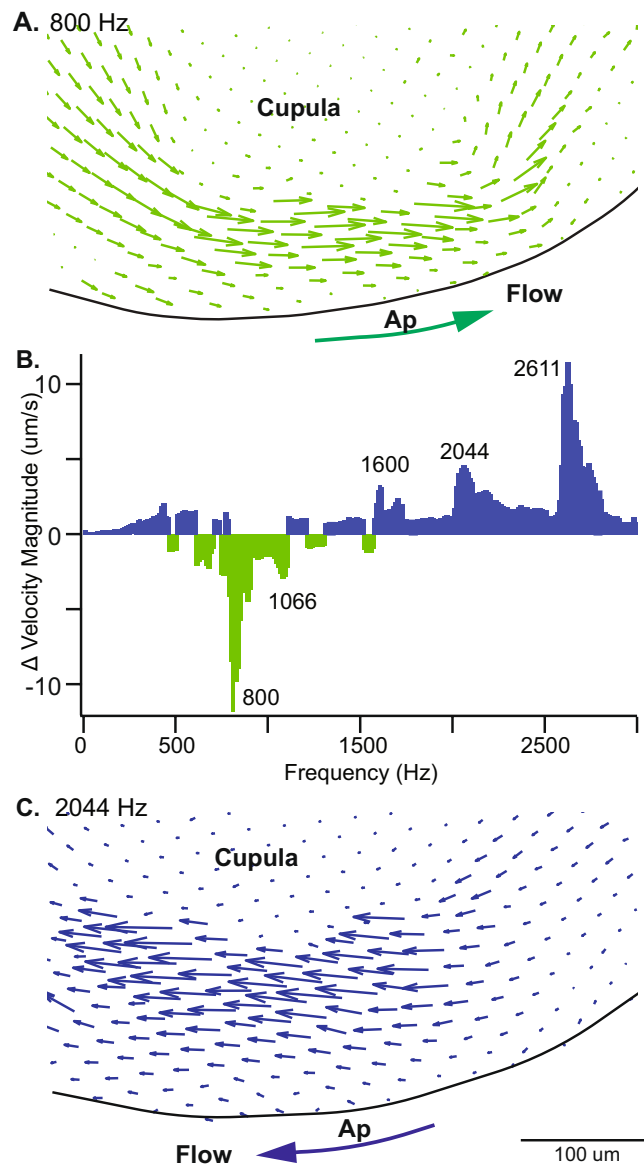 A. 800 Hz
Cupula
Flow
Ap
B.
Δ Velocity Magnitude (um/s)
10
0
-10
2611
1600
2044
1066
800
0
500
1500
2500
Frequency (Hz)
C. 2044 Hz
Cupula
Ap
Flow
100 um